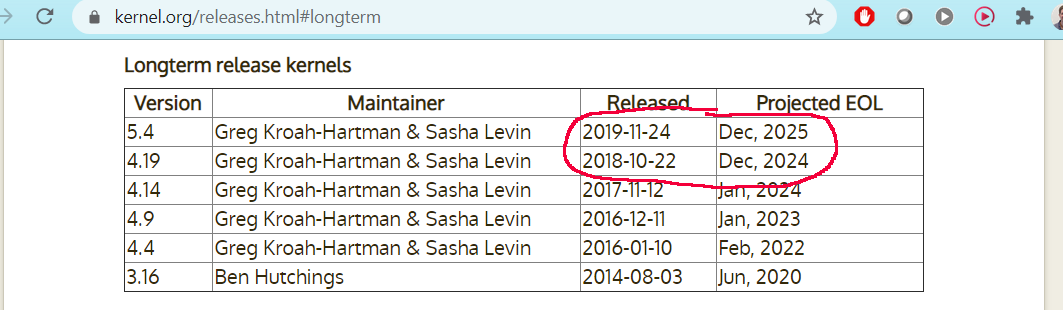 kernel.org/releases.html#longterm
Longterm release kernels
Version Maintainer Released Projected EOL
5.4 Greg Kroah-Hartman & Sasha Levin 2019-11-24 Dec, 2025
4.19 Greg Kroah-Hartman & Sasha Levin 2018-10-22 Dec, 2024
4.14 Greg Kroah-Hartman & Sasha Levin 2017-11-12 Jan, 2024
4.9 Greg Kroah-Hartman & Sasha Levin 2016-12-11 Jan, 2023
4.4 Greg Kroah-Hartman & Sasha Levin 2016-01-10 Feb, 2022
3.16 Ben Hutchings 2014-08-03 Jun, 2020